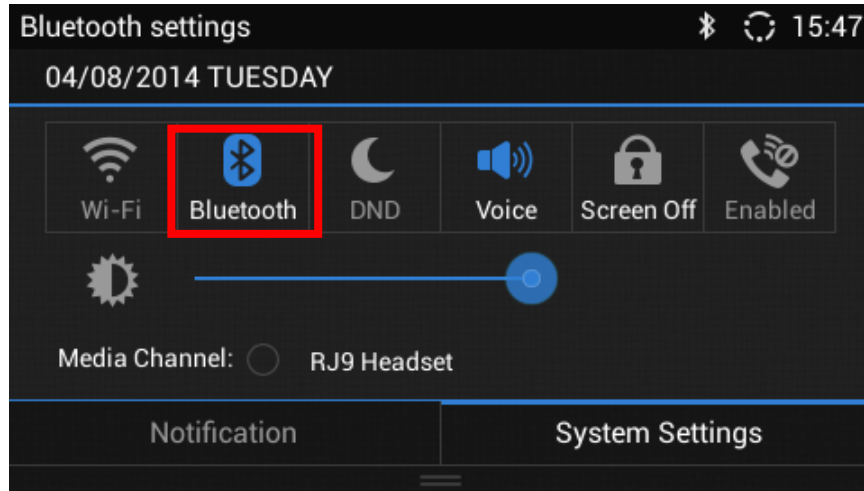 Bluetooth settings 15:47
04/08/2014 TUESDAY
Wi-Fi Bluetooth DND Voice Screen Off Enabled
Media Channel: RJ9 Headset
Notification System Settings